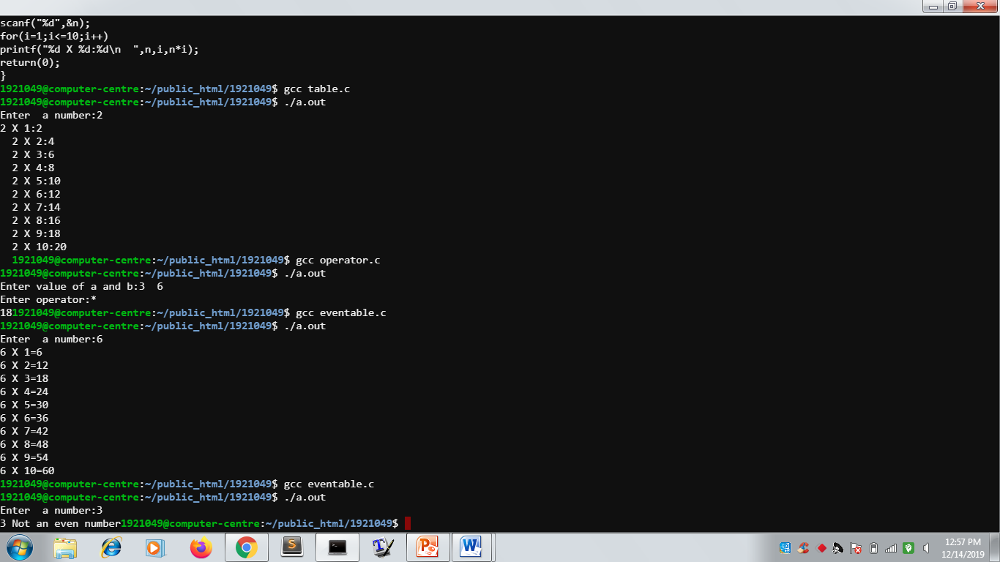 scanf("%d",&n);
for(i=1;i<=10;i++)
printf("%d X %d:%d\n  ",n,i,n*i);
return(0);
}
1921049@computer-centre:~/public_html/1921049$ gcc table.c
1921049@computer-centre:~/public_html/1921049$ ./a.out
Enter  a number:2
2 X 1:2
  2 X 2:4
  2 X 3:6
  2 X 4:8
  2 X 5:10
  2 X 6:12
  2 X 7:14
  2 X 8:16
  2 X 9:18
  2 X 10:20
  1921049@computer-centre:~/public_html/1921049$ gcc operator.c
1921049@computer-centre:~/public_html/1921049$ ./a.out
Enter value of a and b:3  6
Enter operator:*
181921049@computer-centre:~/public_html/1921049$ gcc eventable.c
1921049@computer-centre:~/public_html/1921049$ ./a.out
Enter  a number:6
6 X 1=6
6 X 2=12
6 X 3=18
6 X 4=24
6 X 5=30
6 X 6=36
6 X 7=42
6 X 8=48
6 X 9=54
6 X 10=60
1921049@computer-centre:~/public_html/1921049$ gcc eventable.c
1921049@computer-centre:~/public_html/1921049$ ./a.out
Enter  a number:3
3 Not an even number1921049@computer-centre:~/public_html/1921049$
12:57 PM
12/14/2019